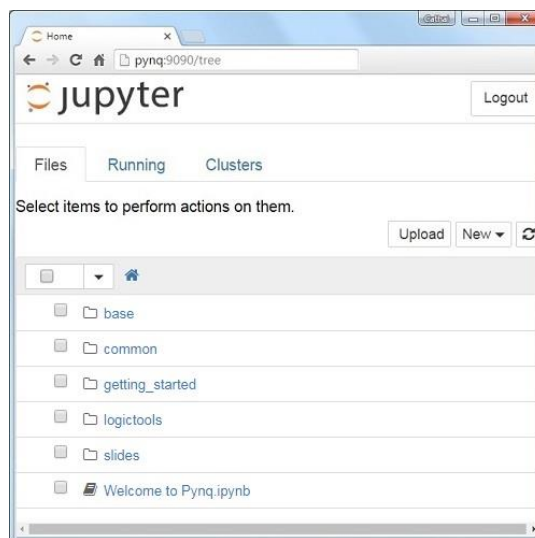 Cathal
Home
pynq:9090/tree
jupyter
Logout
Files Running Clusters
Select items to perform actions on them.
Upload New
base
common
getting_started
logictools
slides
Welcome to Pynq.ipynb